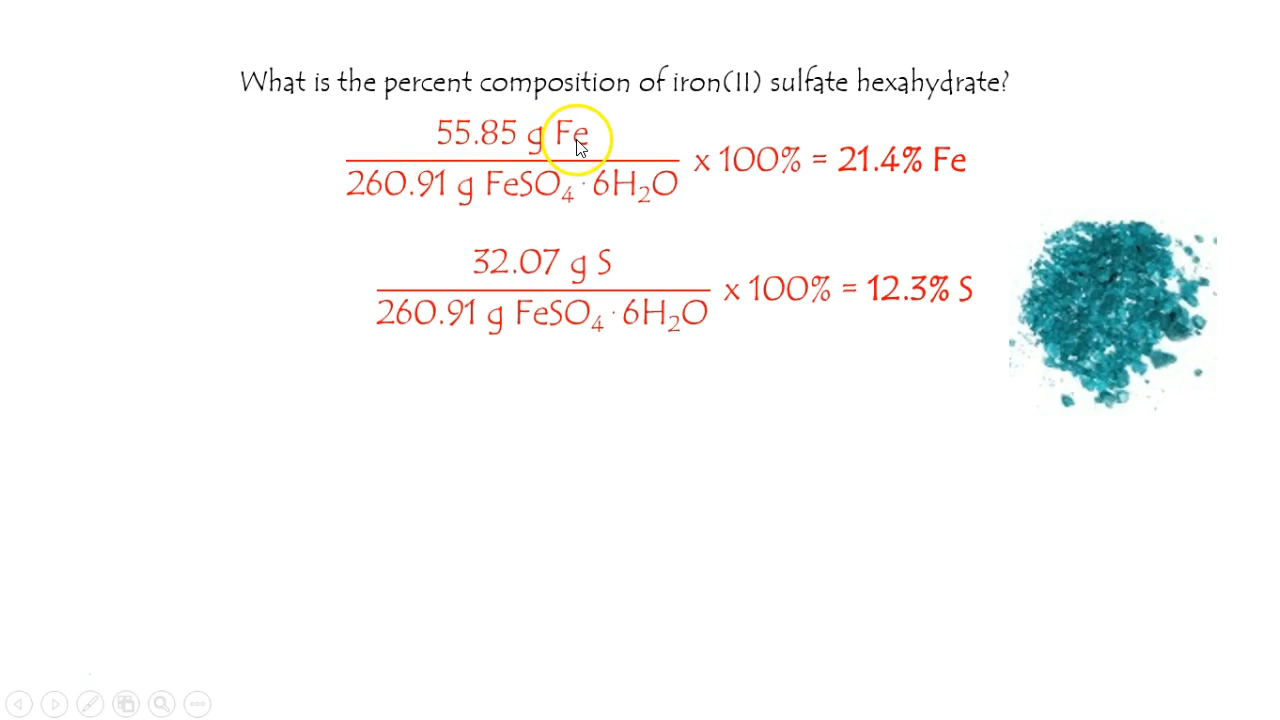 What is the percent composition of iron(II) sulfate hexahydrate?
55.85 g Fe
260.91 g FeSO₄ · 6H₂O
x 100% = 21.4% Fe
32.07 g S
260.91 g FeSO₄ · 6H₂O
x 100% = 12.3% S